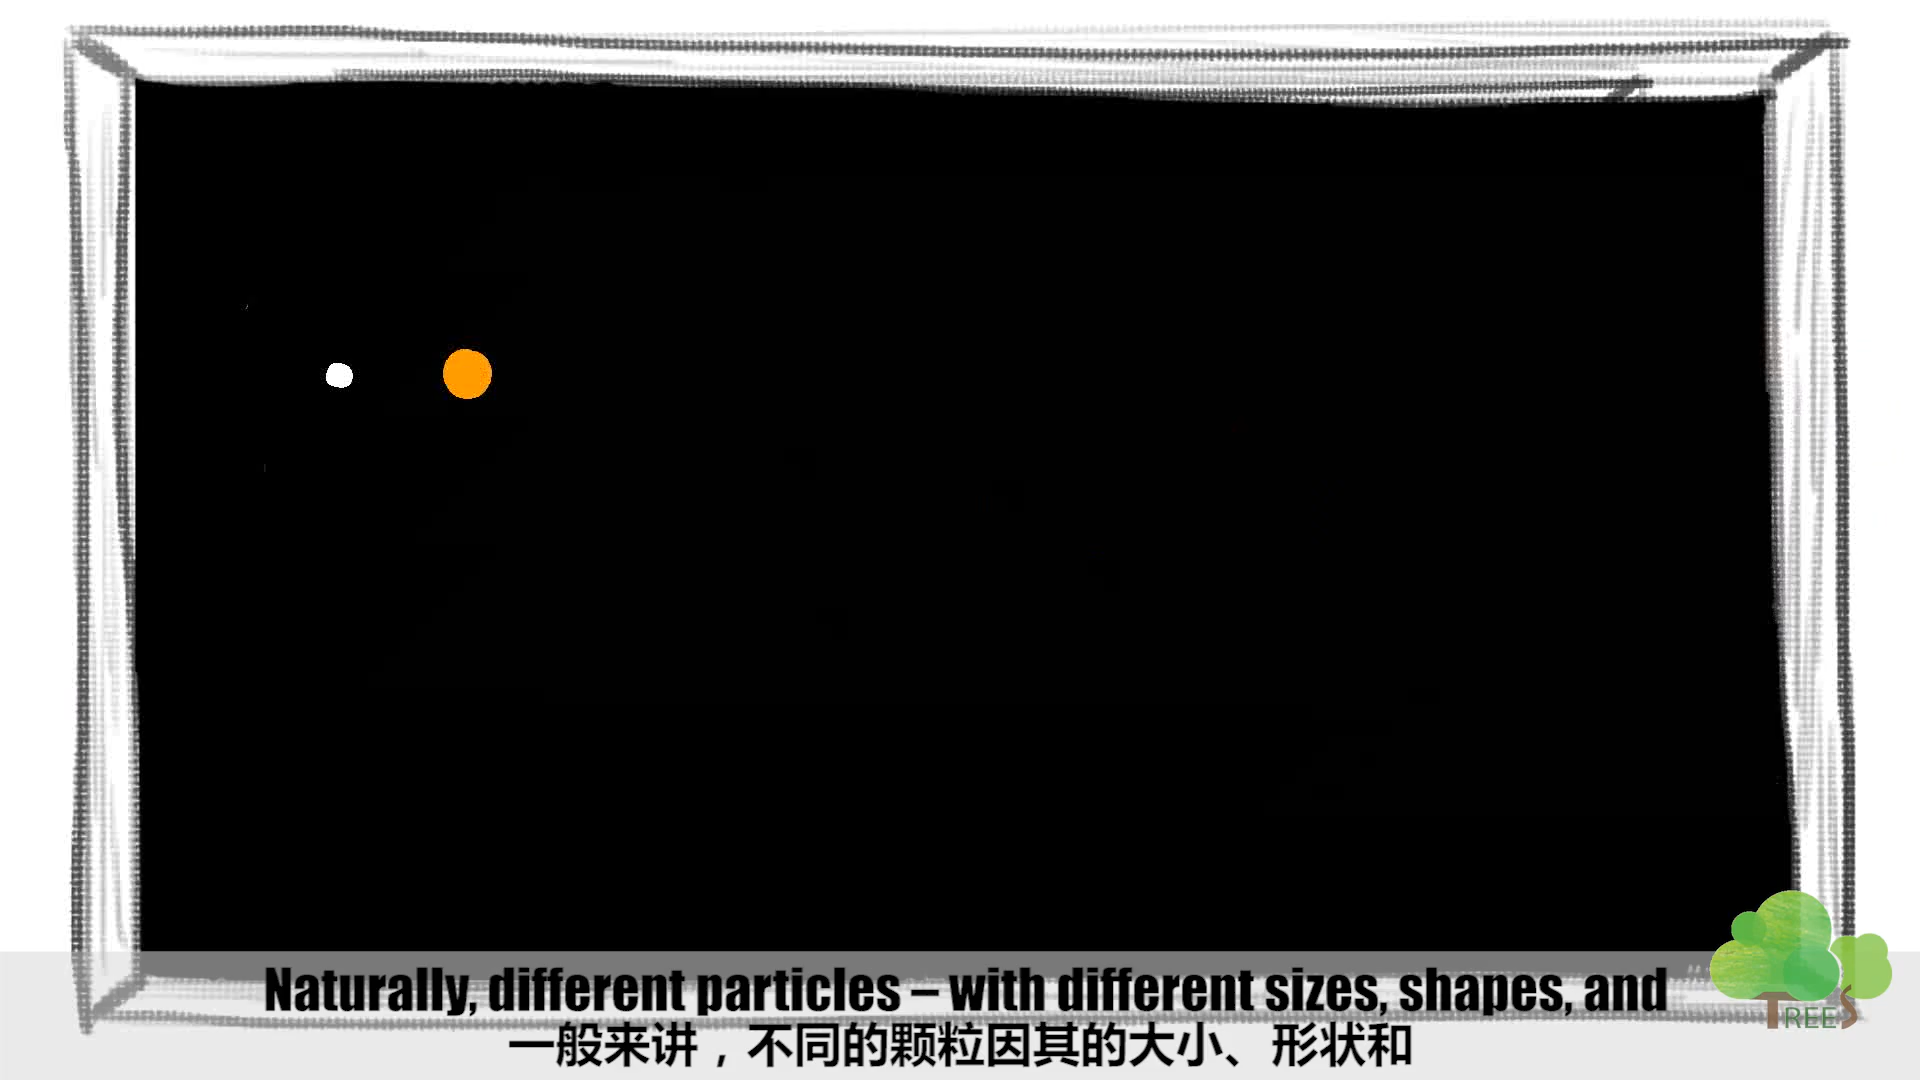 Naturally, different particles – with different sizes, shapes, and
一般来讲，不同的颗粒因其的大小、形状和
TREES